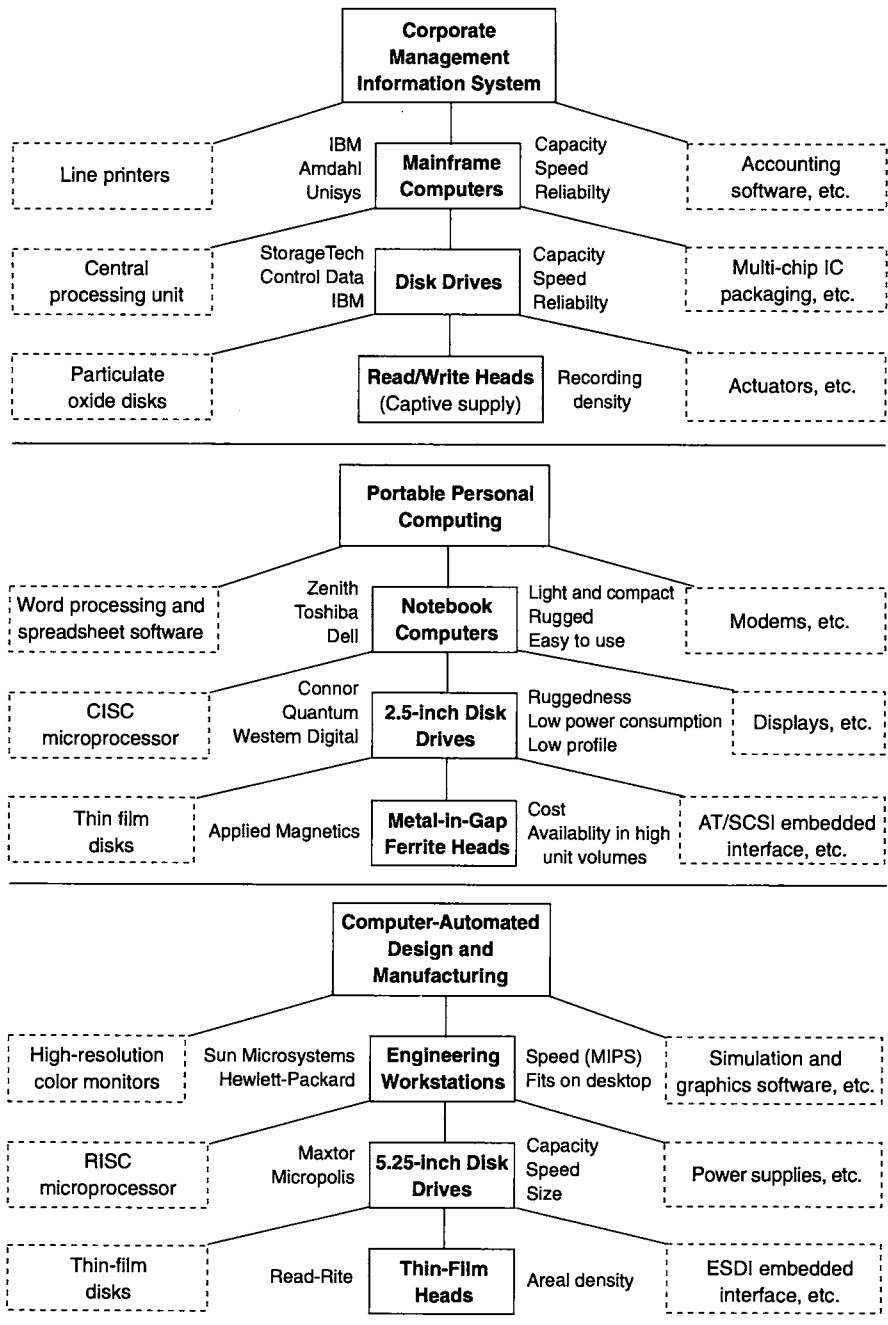 Corporate
Management
Information System
Line printers
IBM
Amdahl
Unisys
Mainframe
Computers
Capacity
Speed
Reliabilty
Accounting
software, etc.
Central
processing unit
StorageTech
Control Data
IBM
Disk Drives
Capacity
Speed
Reliabilty
Multi-chip IC
packaging, etc.
Particulate
oxide disks
Read/Write Heads
(Captive supply)
Recording
density
Actuators, etc.
Portable Personal
Computing
Word processing and
spreadsheet software
Zenith
Toshiba
Dell
Notebook
Computers
Light and compact
Rugged
Easy to use
Modems, etc.
CISC
microprocessor
Connor
Quantum
Western Digital
2.5-inch Disk
Drives
Ruggedness
Low power consumption
Low profile
Displays, etc.
Thin film
disks
Applied Magnetics
Metal-in-Gap
Ferrite Heads
Cost
Availablity in high
unit volumes
AT/SCSI embedded
interface, etc.
Computer-Automated
Design and
Manufacturing
High-resolution
color monitors
Sun Microsystems
Hewlett-Packard
Engineering
Workstations
Speed (MIPS)
Fits on desktop
Simulation and
graphics software, etc.
RISC
microprocessor
Maxtor
Micropolis
5.25-inch Disk
Drives
Capacity
Speed
Size
Power supplies, etc.
Thin-film
disks
Read-Rite
Thin-Film
Heads
Areal density
ESDI embedded
interface, etc.